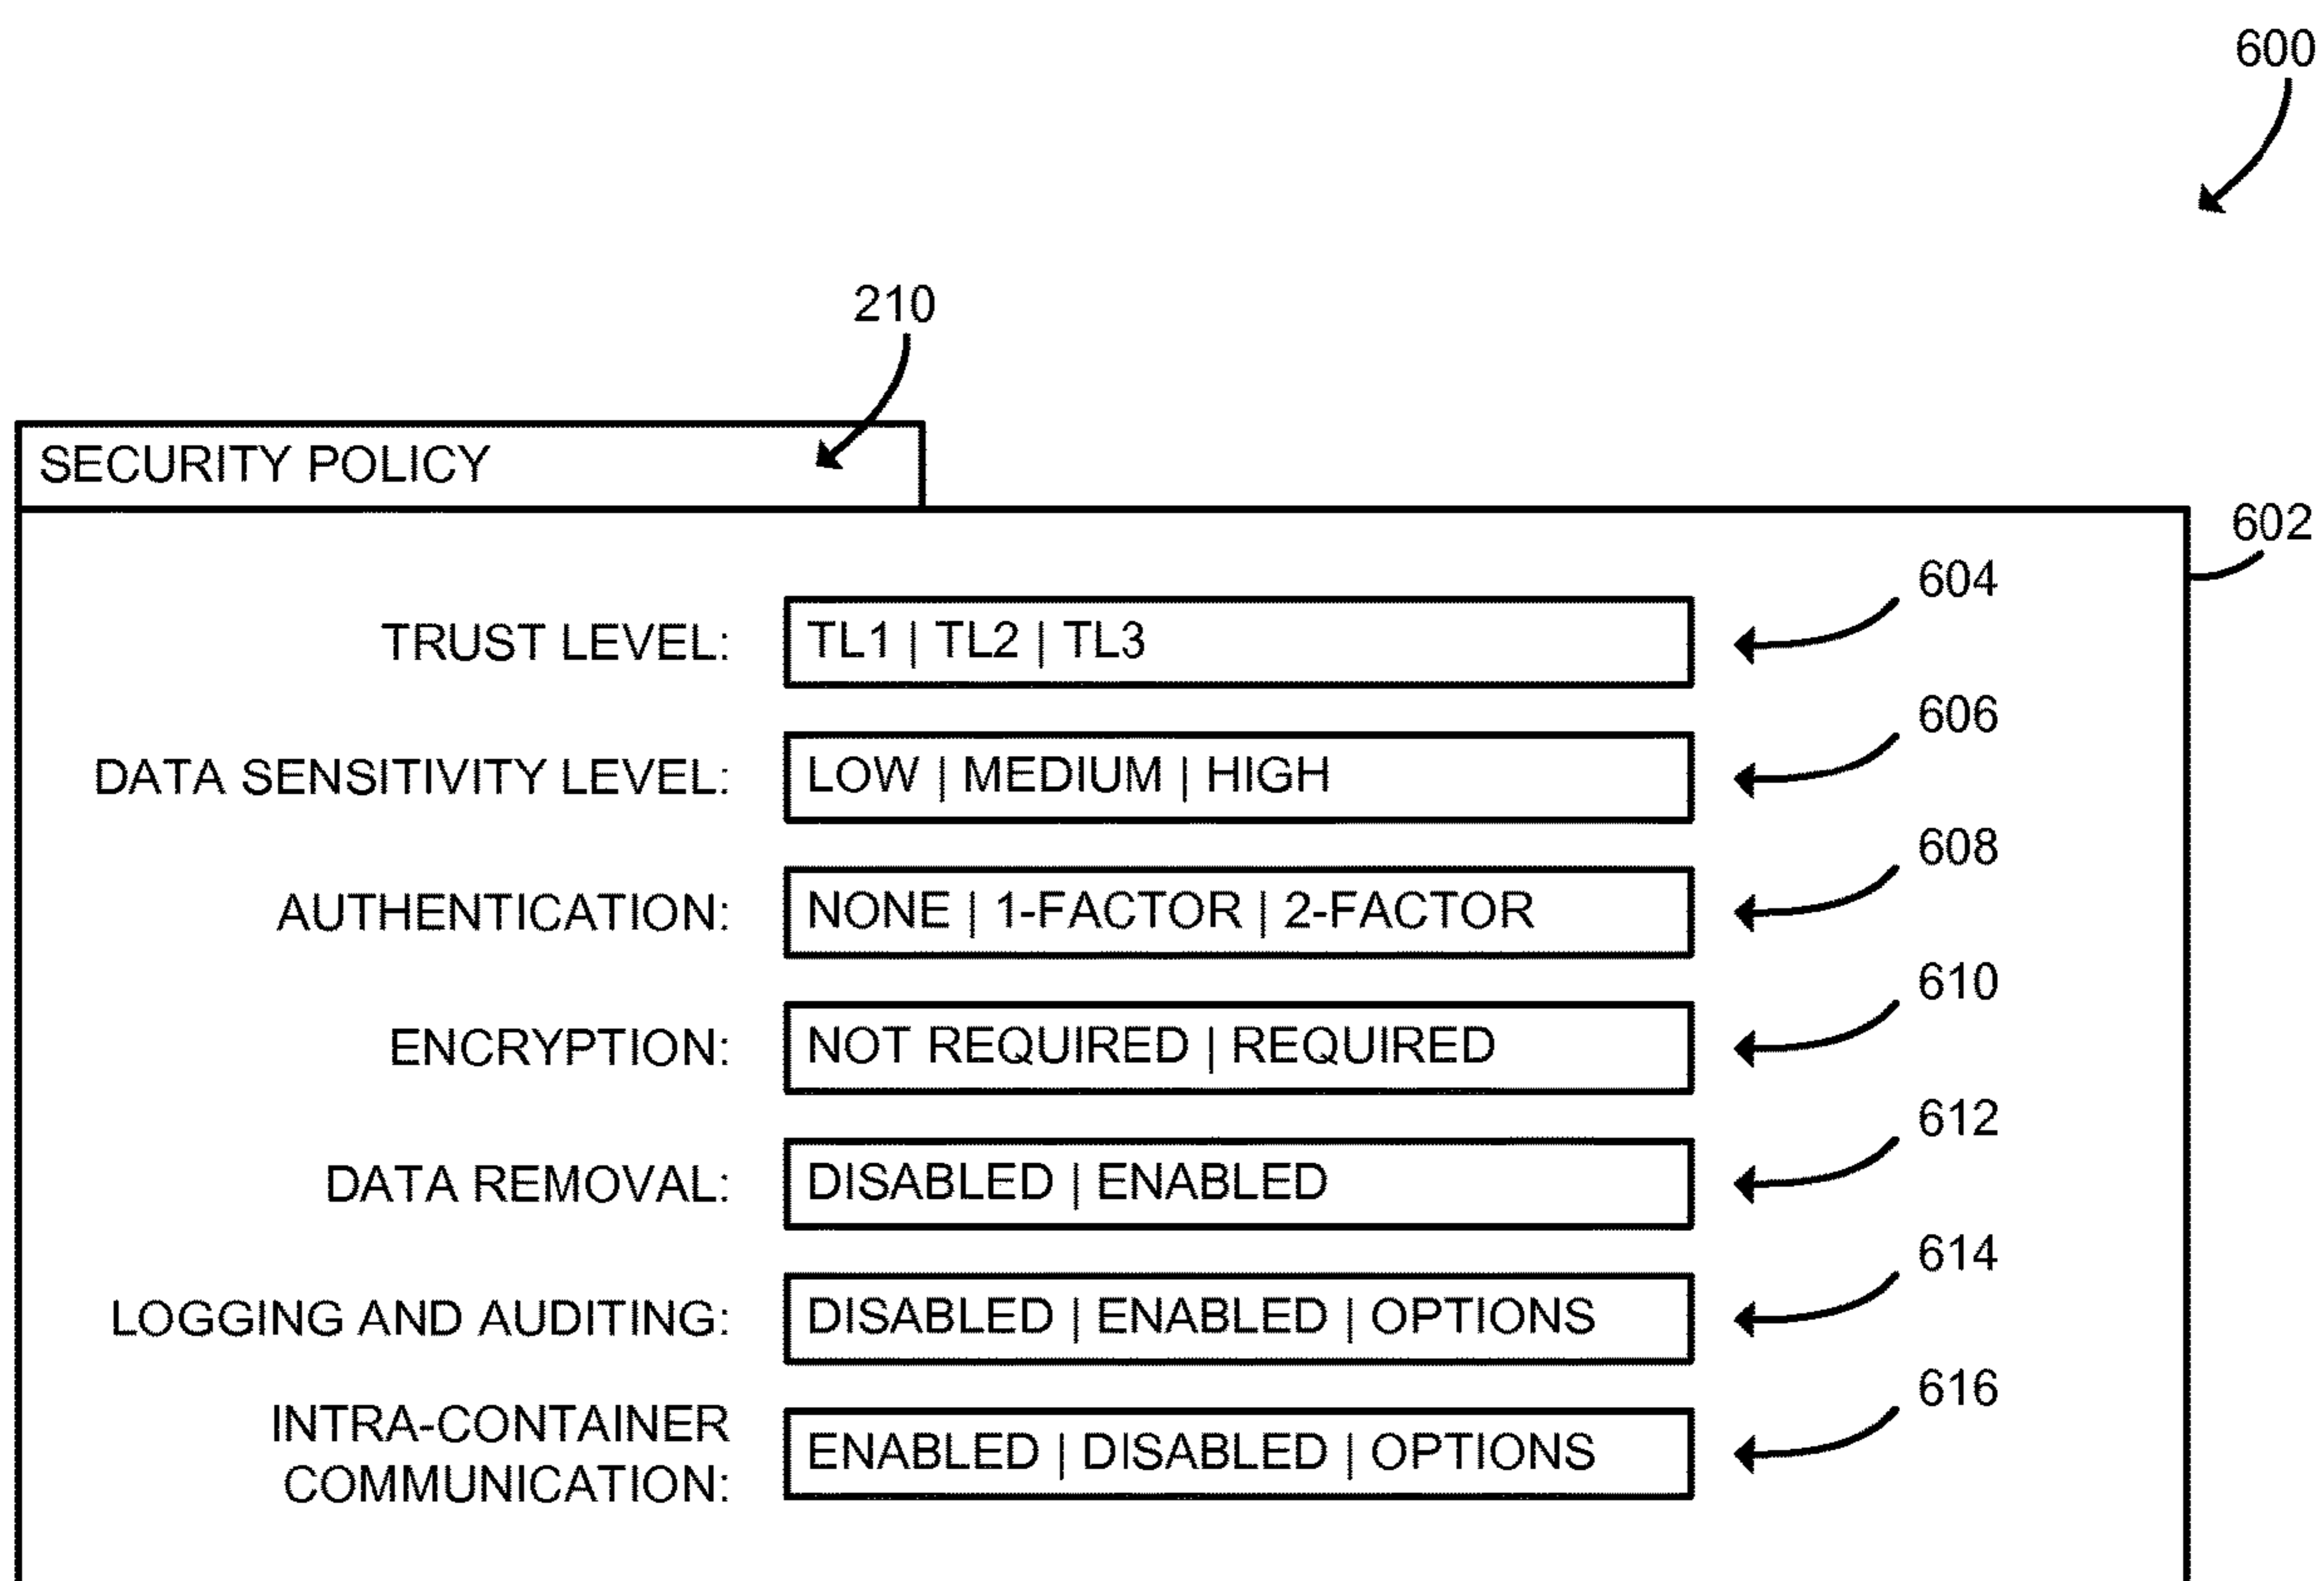 600
210
SECURITY POLICY
602
604
TRUST LEVEL: TL1 | TL2 | TL3
606
DATA SENSITIVITY LEVEL: LOW | MEDIUM | HIGH
608
AUTHENTICATION: NONE | 1-FACTOR | 2-FACTOR
610
ENCRYPTION: NOT REQUIRED | REQUIRED
612
DATA REMOVAL: DISABLED | ENABLED
614
LOGGING AND AUDITING: DISABLED | ENABLED | OPTIONS
616
INTRA-CONTAINER
COMMUNICATION: ENABLED | DISABLED | OPTIONS